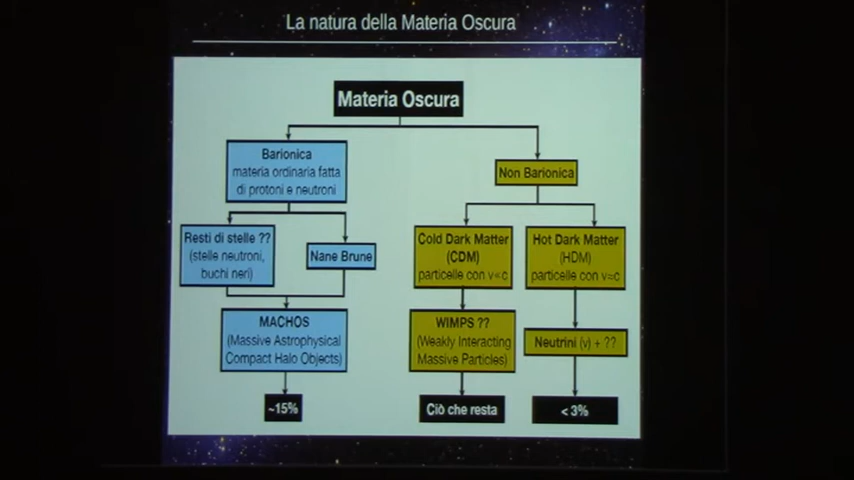 La natura della Materia Oscura
Materia Oscura
Barionica
materia ordinaria fatta
di protoni e neutroni
Non Barionica
Resti di stelle ??
(stelle neutroni,
buchi neri)
Nane Brune
Cold Dark Matter
(CDM)
particelle con v«c
Hot Dark Matter
(HDM)
particelle con v≈c
MACHOS
(Massive Astrophysical
Compact Halo Objects)
WIMPS ??
(Weakly Interacting
Massive Particles)
Neutrini (ν) + ??
~15%
Ciò che resta
< 3%